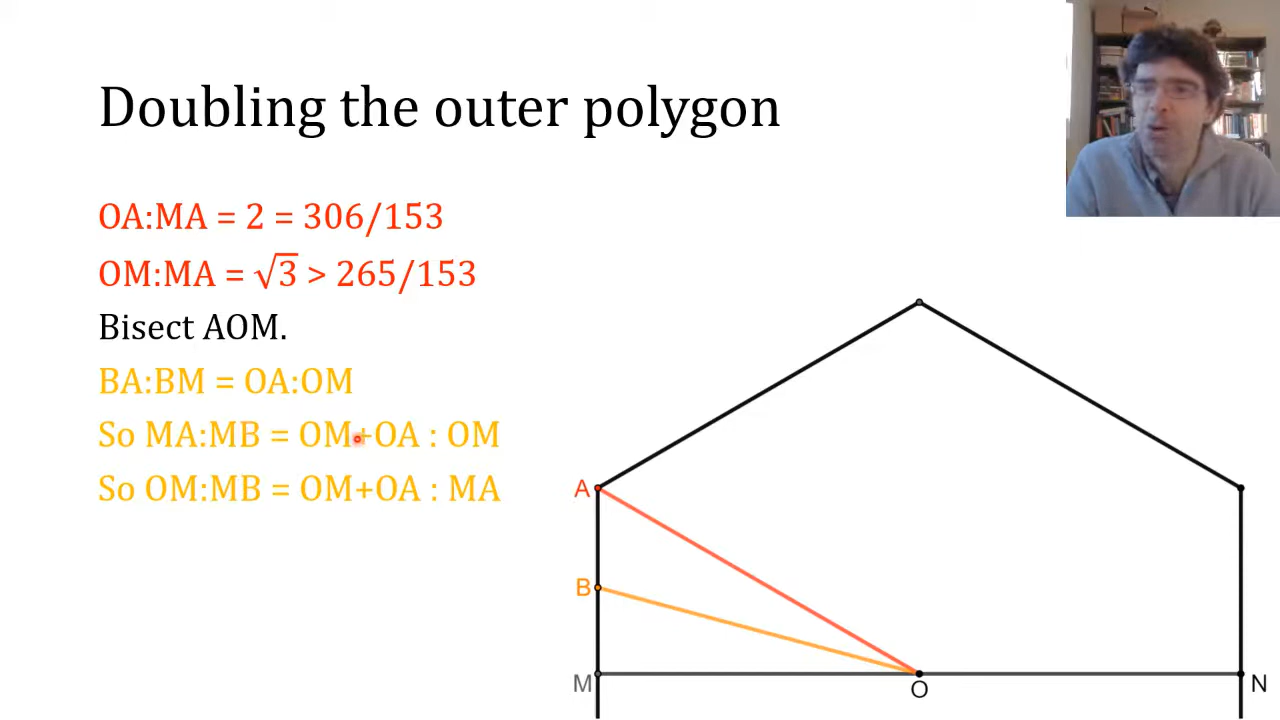 Doubling the outer polygon
OA:MA = 2 = 306/153
OM:MA = √3 > 265/153
Bisect AOM.
BA:BM = OA:OM
So MA:MB = OM+OA : OM
So OM:MB = OM+OA : MA
A
B
M
O
N